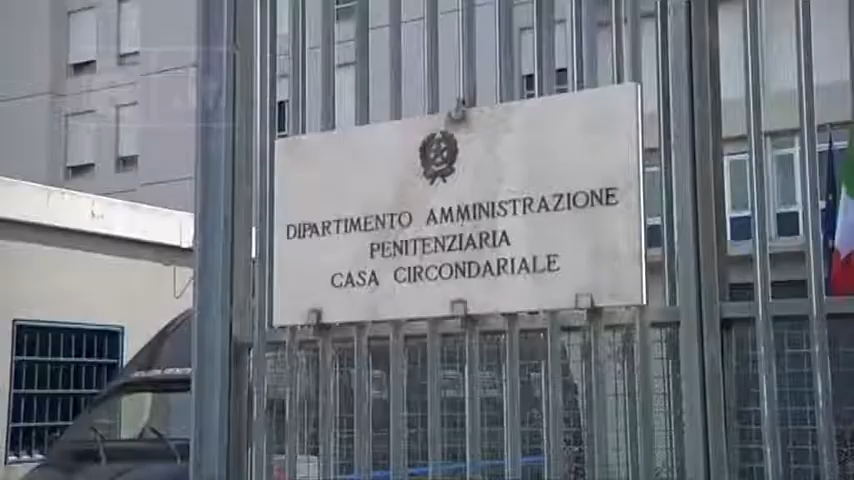 DIPARTIMENTO AMMINISTRAZIONE
PENITENZIARIA
CASA CIRCONDARIALE